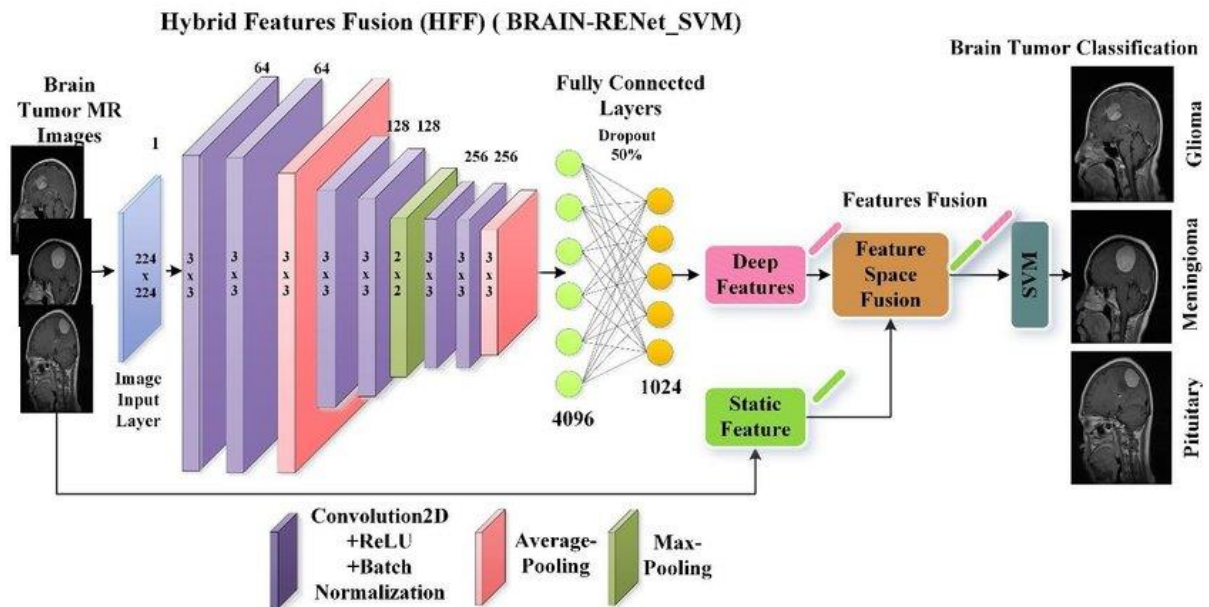 Hybrid Features Fusion (HFF) ( BRAIN-RENet_SVM)
Brain Tumor Classification
Brain
Tumor MR
Images
1
64
64
128 128
256 256
224
x
224
3 x 3
3 x 3
3 x 3
3 x 3
3 x 3
2 x 2
3 x 3
3 x 3
3 x 3
Image
Input
Layer
Fully Connected
Layers
Dropout
50%
4096
1024
Deep
Features
Features Fusion
Feature
Space
Fusion
Static
Feature
SVM
Glioma
Meningioma
Pituitary
Convolution2D
+ReLU
+Batch
Normalization
Average-
Pooling
Max-
Pooling